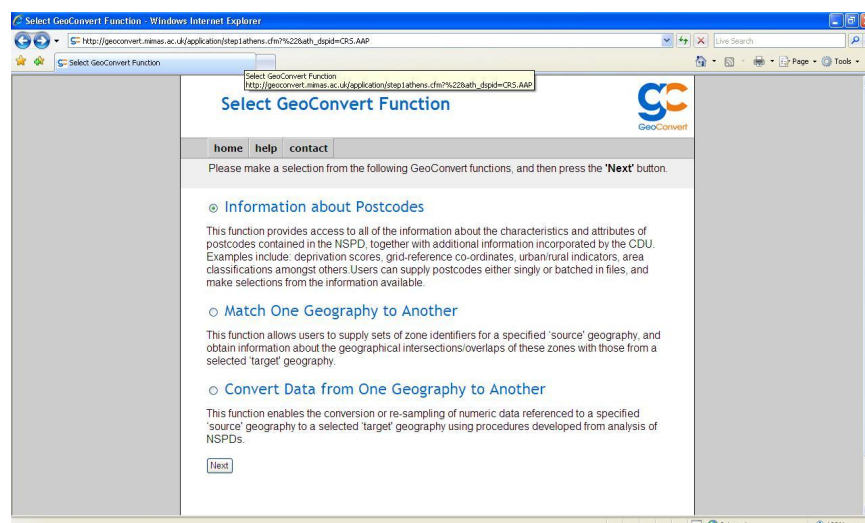 Select GeoConvert Function - Windows Internet Explorer
http://geoconvert.mimas.ac.uk/application/step1athens.cfm?%22&ath_dspid=CRS.AAP
Live Search
Select GeoConvert Function
Page
Tools
Select GeoConvert Function
http://geoconvert.mimas.ac.uk/application/step1athens.cfm?%22&ath_dspid=CRS.AAP
Select GeoConvert Function
GeoConvert
home help contact
Please make a selection from the following GeoConvert functions, and then press the 'Next' button.
Information about Postcodes
This function provides access to all of the information about the characteristics and attributes of
postcodes contained in the NSPD, together with additional information incorporated by the CDU.
Examples include: deprivation scores, grid-reference co-ordinates, urban/rural indicators, area
classifications amongst others.Users can supply postcodes either singly or batched in files, and
make selections from the information available.
Match One Geography to Another
This function allows users to supply sets of zone identifiers for a specified 'source' geography, and
obtain information about the geographical intersections/overlaps of these zones with those from a
selected 'target' geography.
Convert Data from One Geography to Another
This function enables the conversion or re-sampling of numeric data referenced to a specified
'source' geography to a selected 'target' geography using procedures developed from analysis of
NSPDs.
Next